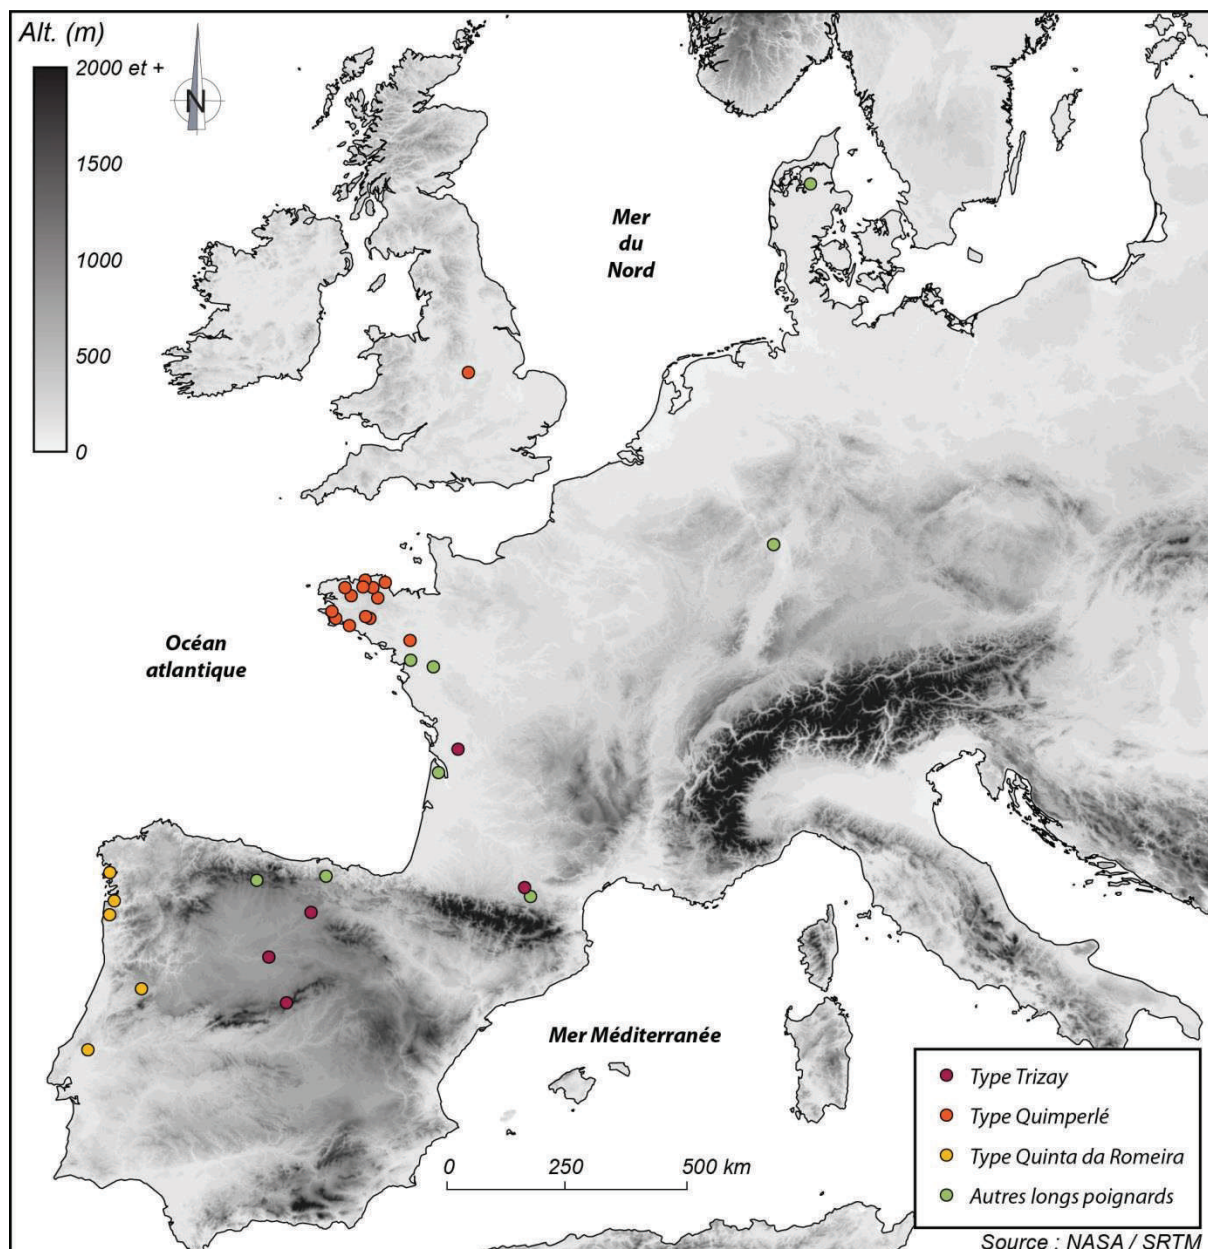 Alt. (m)
2000 et +
1500
1000
500
0
N
Mer
du
Nord
Océan
atlantique
Mer Méditerranée
0 250 500 km
Type Trizay
Type Quimperlé
Type Quinta da Romeira
Autres longs poignards
Source : NASA / SRTM